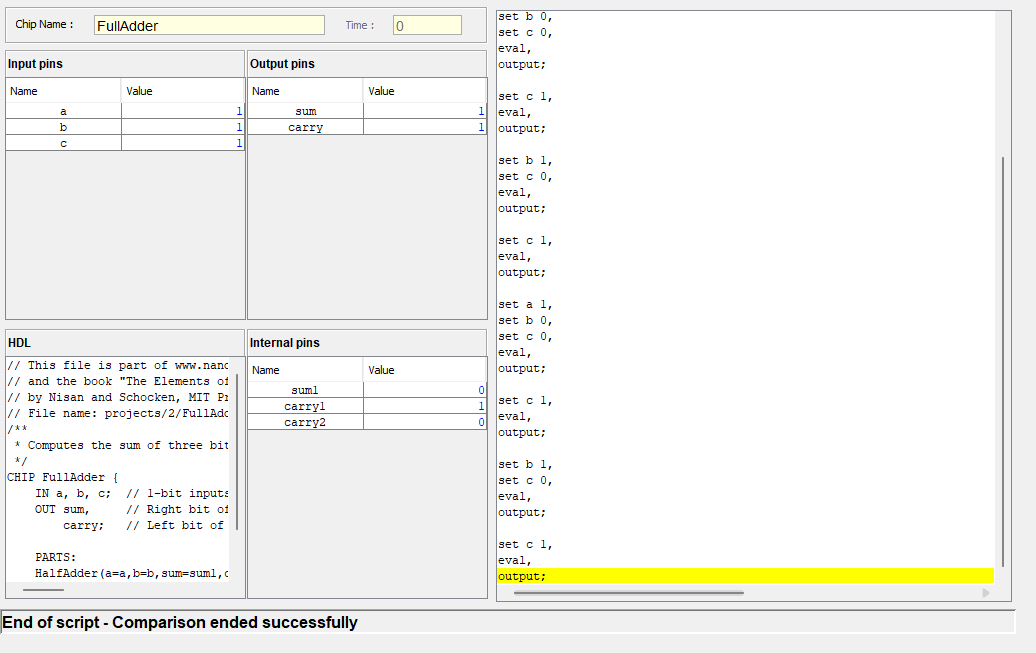 Chip Name : FullAdder Time : 0
Input pins
Name Value
a 1
b 1
c 1
Output pins
Name Value
sum 1
carry 1
HDL
// This file is part of www.nand
// and the book "The Elements of
// by Nisan and Schocken, MIT Pr
// File name: projects/2/FullAdd
/**
* Computes the sum of three bit
*/
CHIP FullAdder {
IN a, b, c; // 1-bit inputs
OUT sum, // Right bit of
carry; // Left bit of
PARTS:
HalfAdder(a=a,b=b,sum=sum1,c
Internal pins
Name Value
sum1 0
carry1 1
carry2 0
set b 0,
set c 0,
eval,
output;
set c 1,
eval,
output;
set b 1,
set c 0,
eval,
output;
set c 1,
eval,
output;
set a 1,
set b 0,
set c 0,
eval,
output;
set c 1,
eval,
output;
set b 1,
set c 0,
eval,
output;
set c 1,
eval,
output;
End of script - Comparison ended successfully